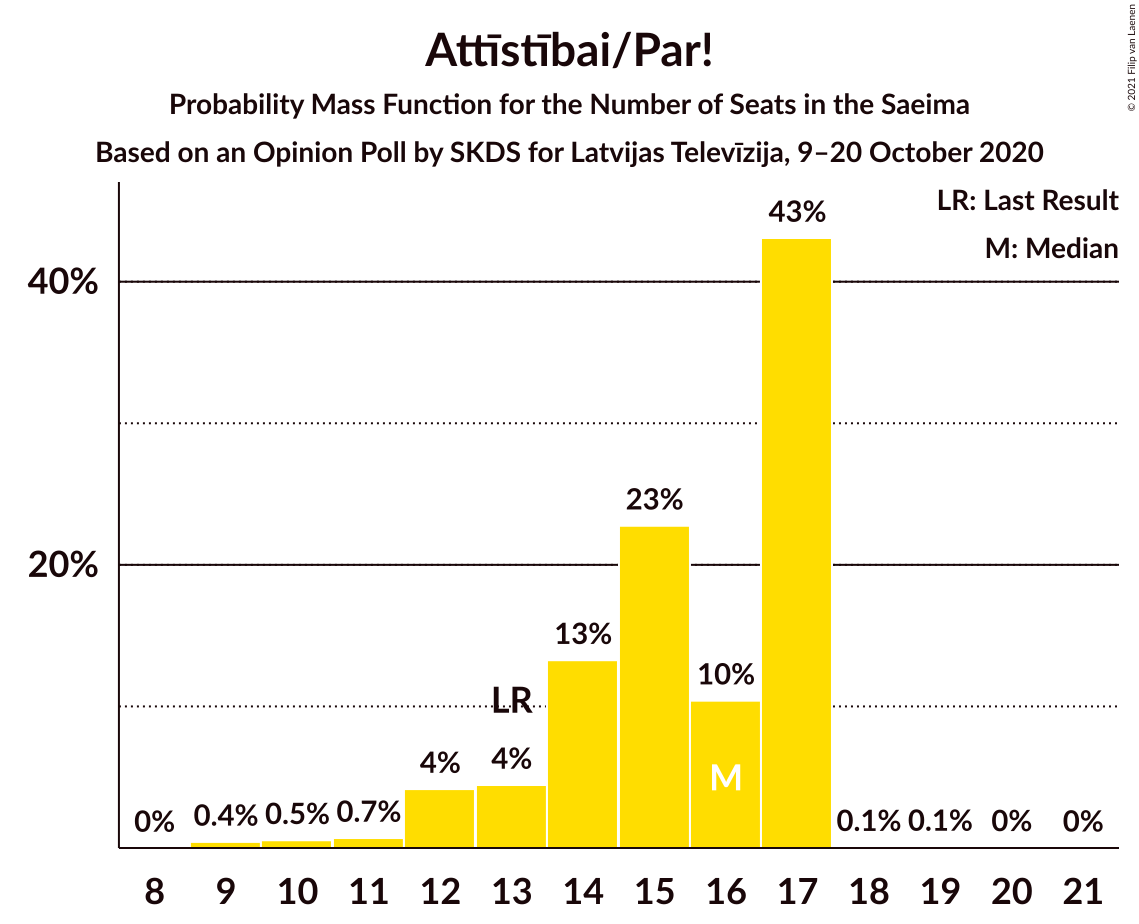 Attīstībai/Par!
Probability Mass Function for the Number of Seats in the Saeima
Based on an Opinion Poll by SKDS for Latvijas Televīzija, 9–20 October 2020
© 2021 Filip van Laenen
LR: Last Result
M: Median
40%
20%
0% 0.4% 0.5% 0.7% 4% 4% 13% 23% 10% 43% 0.1% 0.1% 0% 0%
LR
M
8 9 10 11 12 13 14 15 16 17 18 19 20 21